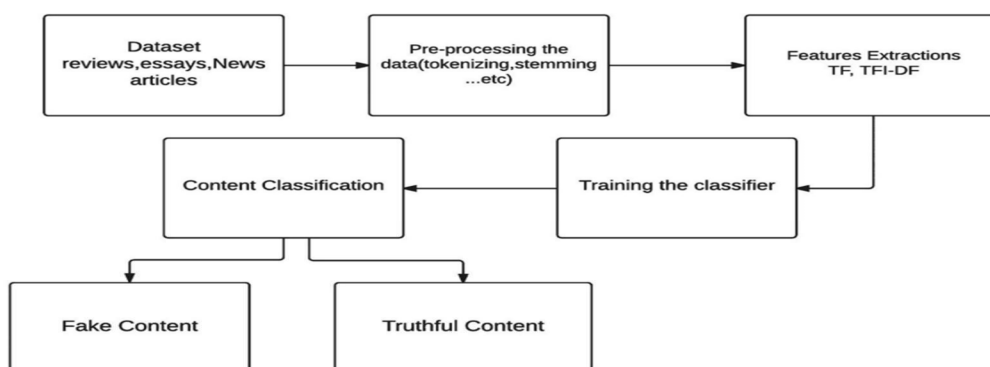 Dataset
reviews,essays,News
articles
Pre-processing the
data(tokenizing,stemming
...etc)
Features Extractions
TF, TFI-DF
Content Classification
Training the classifier
Fake Content
Truthful Content